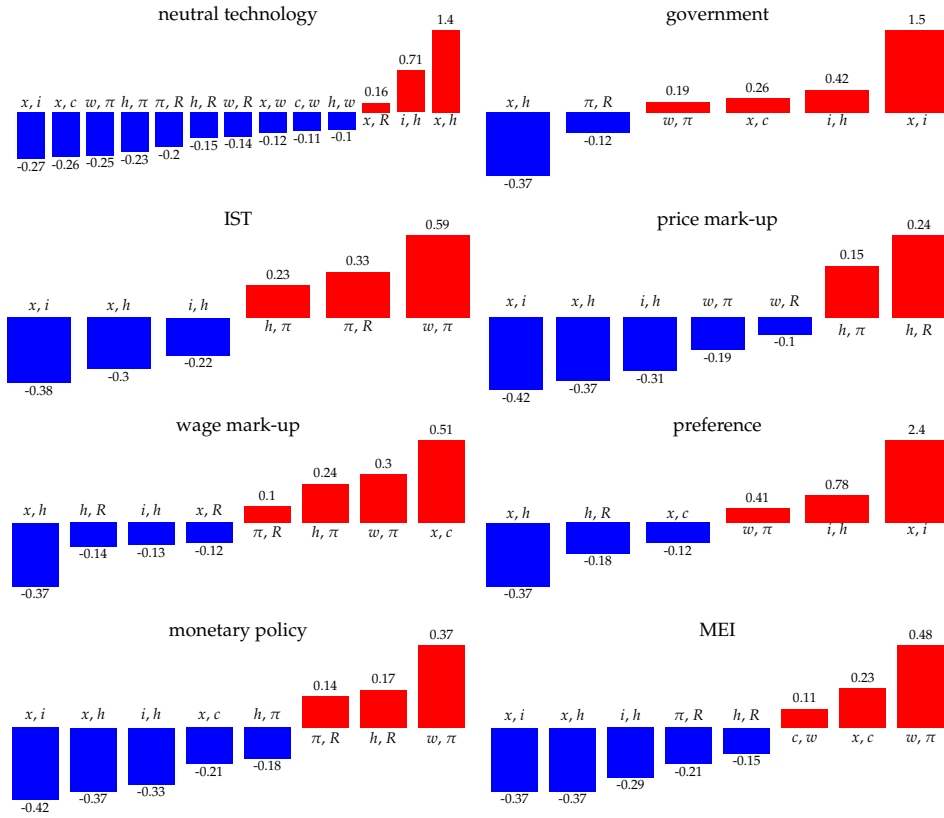 neutral technology
1.4
0.71
0.16
x, i x, c w, π h, π π, R h, R w, R x, w c, w h, w
x, R i, h x, h
-0.27 -0.26 -0.25 -0.23 -0.2 -0.15 -0.14 -0.12 -0.11 -0.1
government
1.5
0.42
0.26
0.19
x, h π, R
w, π x, c i, h x, i
-0.12
-0.37
IST
0.59
0.33
0.23
x, i x, h i, h
h, π π, R w, π
-0.38 -0.3 -0.22
price mark-up
0.24
0.15
x, i x, h i, h w, π w, R
h, π h, R
-0.42 -0.37 -0.31 -0.19 -0.1
wage mark-up
0.51
0.3
0.24
0.1
x, h h, R i, h x, R
π, R h, π w, π x, c
-0.37 -0.14 -0.13 -0.12
preference
2.4
0.78
0.41
x, h h, R x, c
w, π i, h x, i
-0.37 -0.18 -0.12
monetary policy
0.37
0.17
0.14
x, i x, h i, h x, c h, π
π, R h, R w, π
-0.42 -0.37 -0.33 -0.21 -0.18
MEI
0.48
0.23
0.11
x, i x, h i, h π, R h, R
c, w x, c w, π
-0.37 -0.37 -0.29 -0.21 -0.15